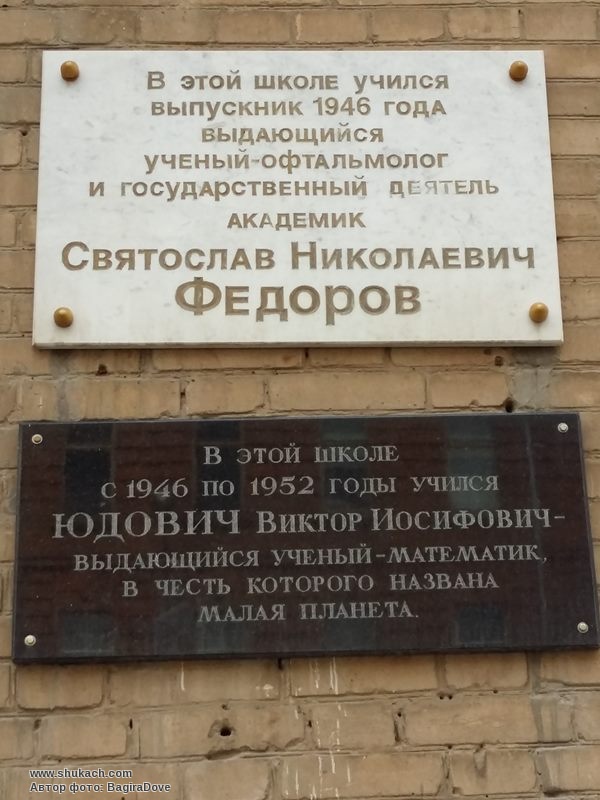 В этой школе учился
выпускник 1946 года
выдающийся
ученый-офтальмолог
и государственный деятель
академик
Святослав Николаевич
Федоров
В этой школе
с 1946 по 1952 годы учился
ЮДОВИЧ Виктор Иосифович-
выдающийся ученый-математик,
в честь которого названа
малая планета.
www.shukach.com
Автор фото: BagiraDove